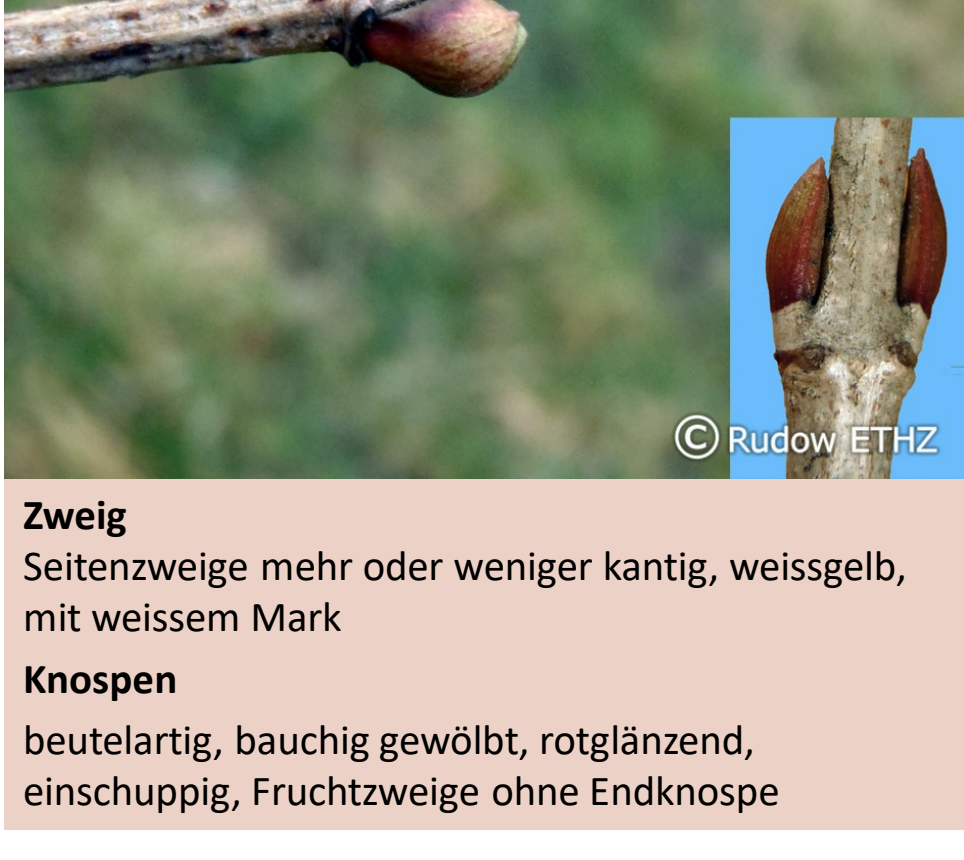 © Rudow ETHZ
Zweig
Seitenzweige mehr oder weniger kantig, weissgelb,
mit weissem Mark
Knospen
beutelartig, bauchig gewölbt, rotglänzend,
einschuppig, Fruchtzweige ohne Endknospe